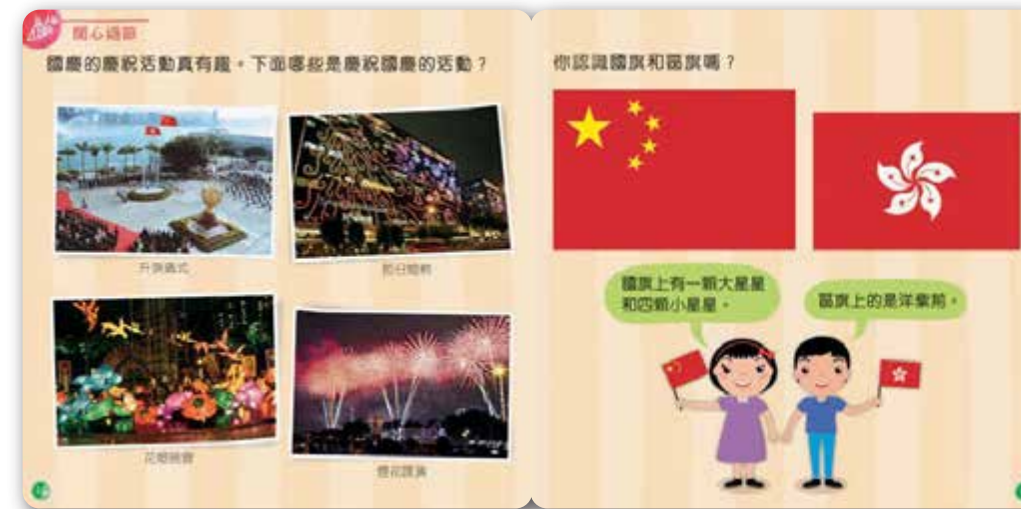 開心過節
國慶的慶祝活動真有趣。下面哪些是慶祝國慶的活動？
升旗儀式
節日燈飾
花燈展覽
煙花匯演
你認識國旗和區旗嗎？
國旗上有一顆大星星
和四顆小星星。
區旗上的是洋紫荊。